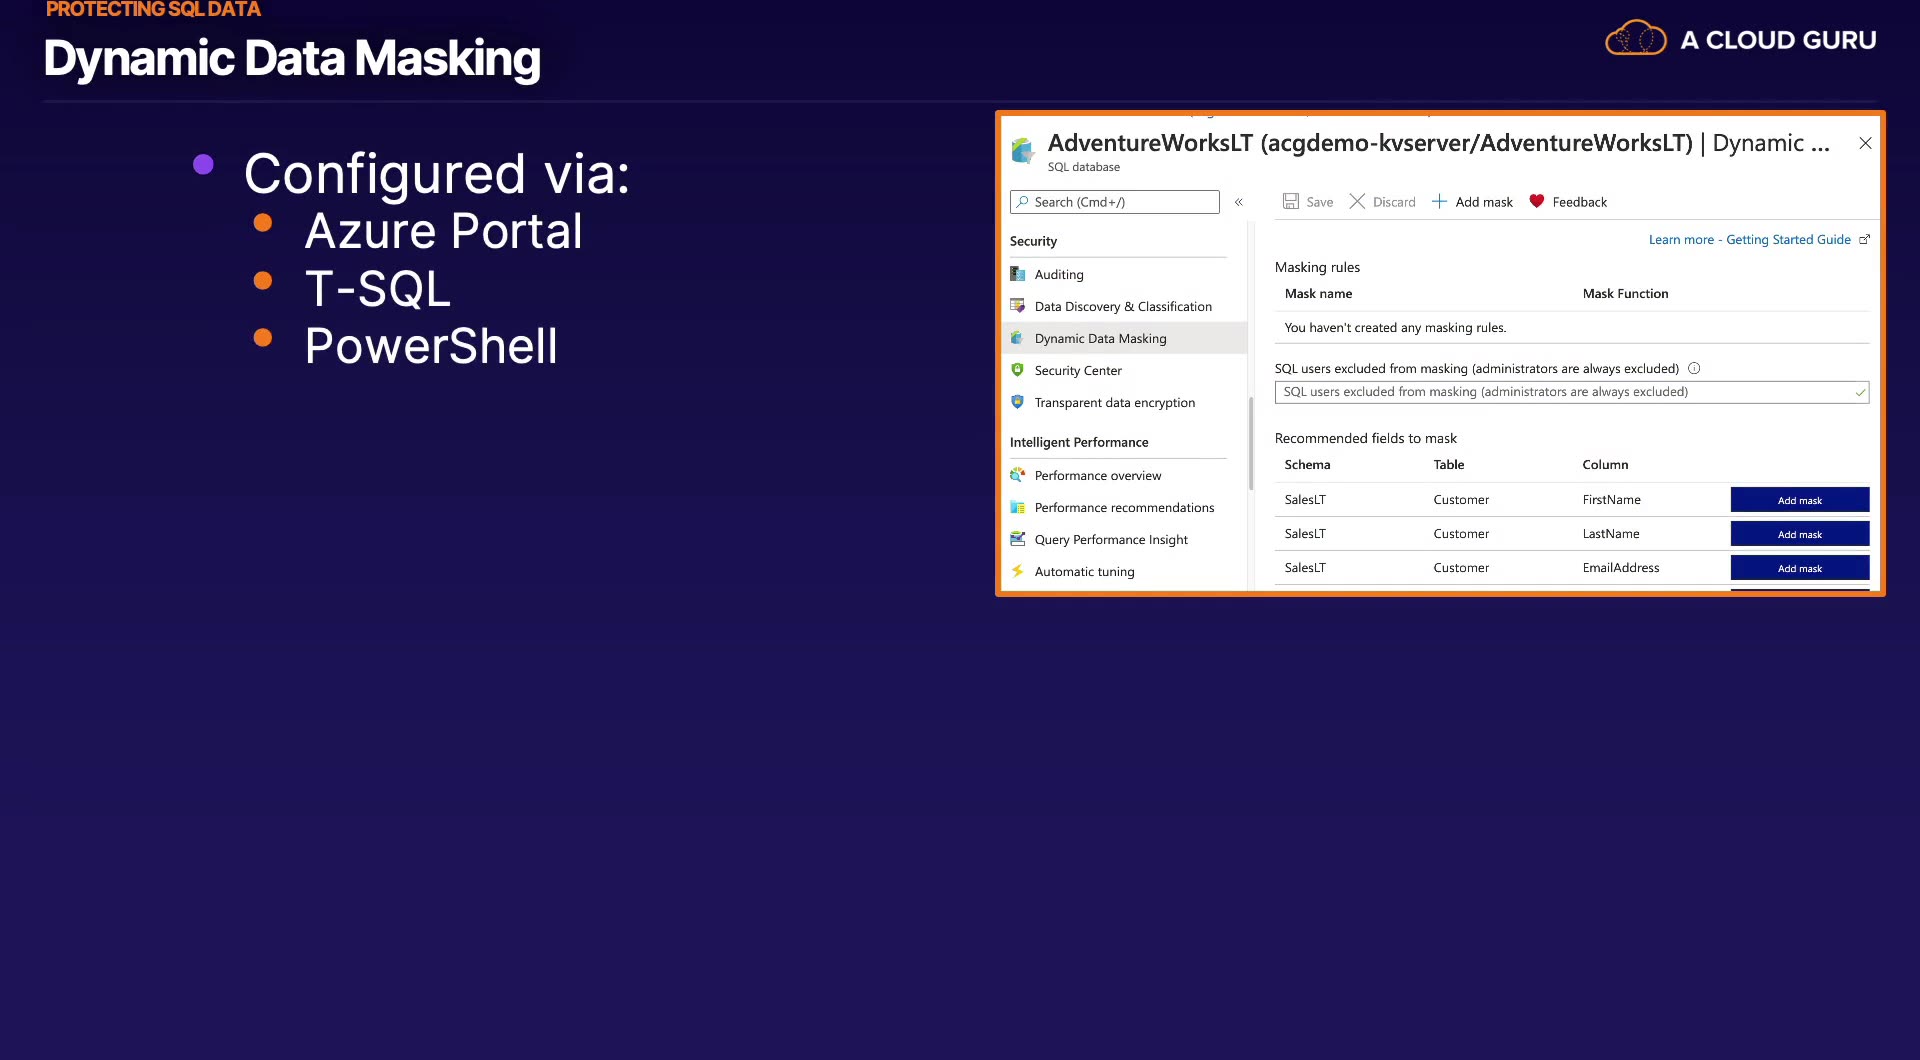 PROTECTING SQL DATA
Dynamic Data Masking
A CLOUD GURU
Configured via:
Azure Portal
T-SQL
PowerShell
AdventureWorksLT (acgdemo-kvserver/AdventureWorksLT) | Dynamic ...
SQL database
Search (Cmd+/)
«
Save
Discard
Add mask
Feedback
Learn more - Getting Started Guide
Security
Auditing
Data Discovery & Classification
Dynamic Data Masking
Security Center
Transparent data encryption
Intelligent Performance
Performance overview
Performance recommendations
Query Performance Insight
Automatic tuning
Masking rules
Mask name Mask Function
You haven't created any masking rules.
SQL users excluded from masking (administrators are always excluded)
SQL users excluded from masking (administrators are always excluded)
Recommended fields to mask
Schema Table Column
SalesLT Customer FirstName Add mask
SalesLT Customer LastName Add mask
SalesLT Customer EmailAddress Add mask